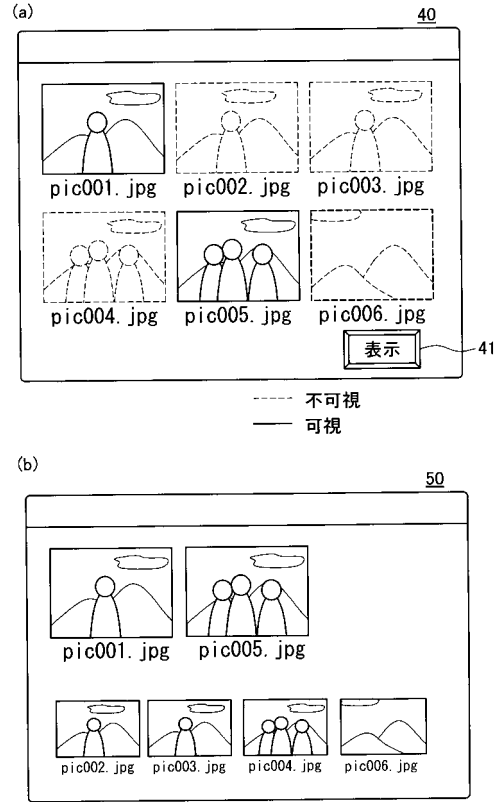 (a)
40
pic001. jpg pic002. jpg pic003. jpg
pic004. jpg pic005. jpg pic006. jpg
表示
41
不可視
可視
(b)
50
pic001. jpg pic005. jpg
pic002. jpg pic003. jpg pic004. jpg pic006. jpg